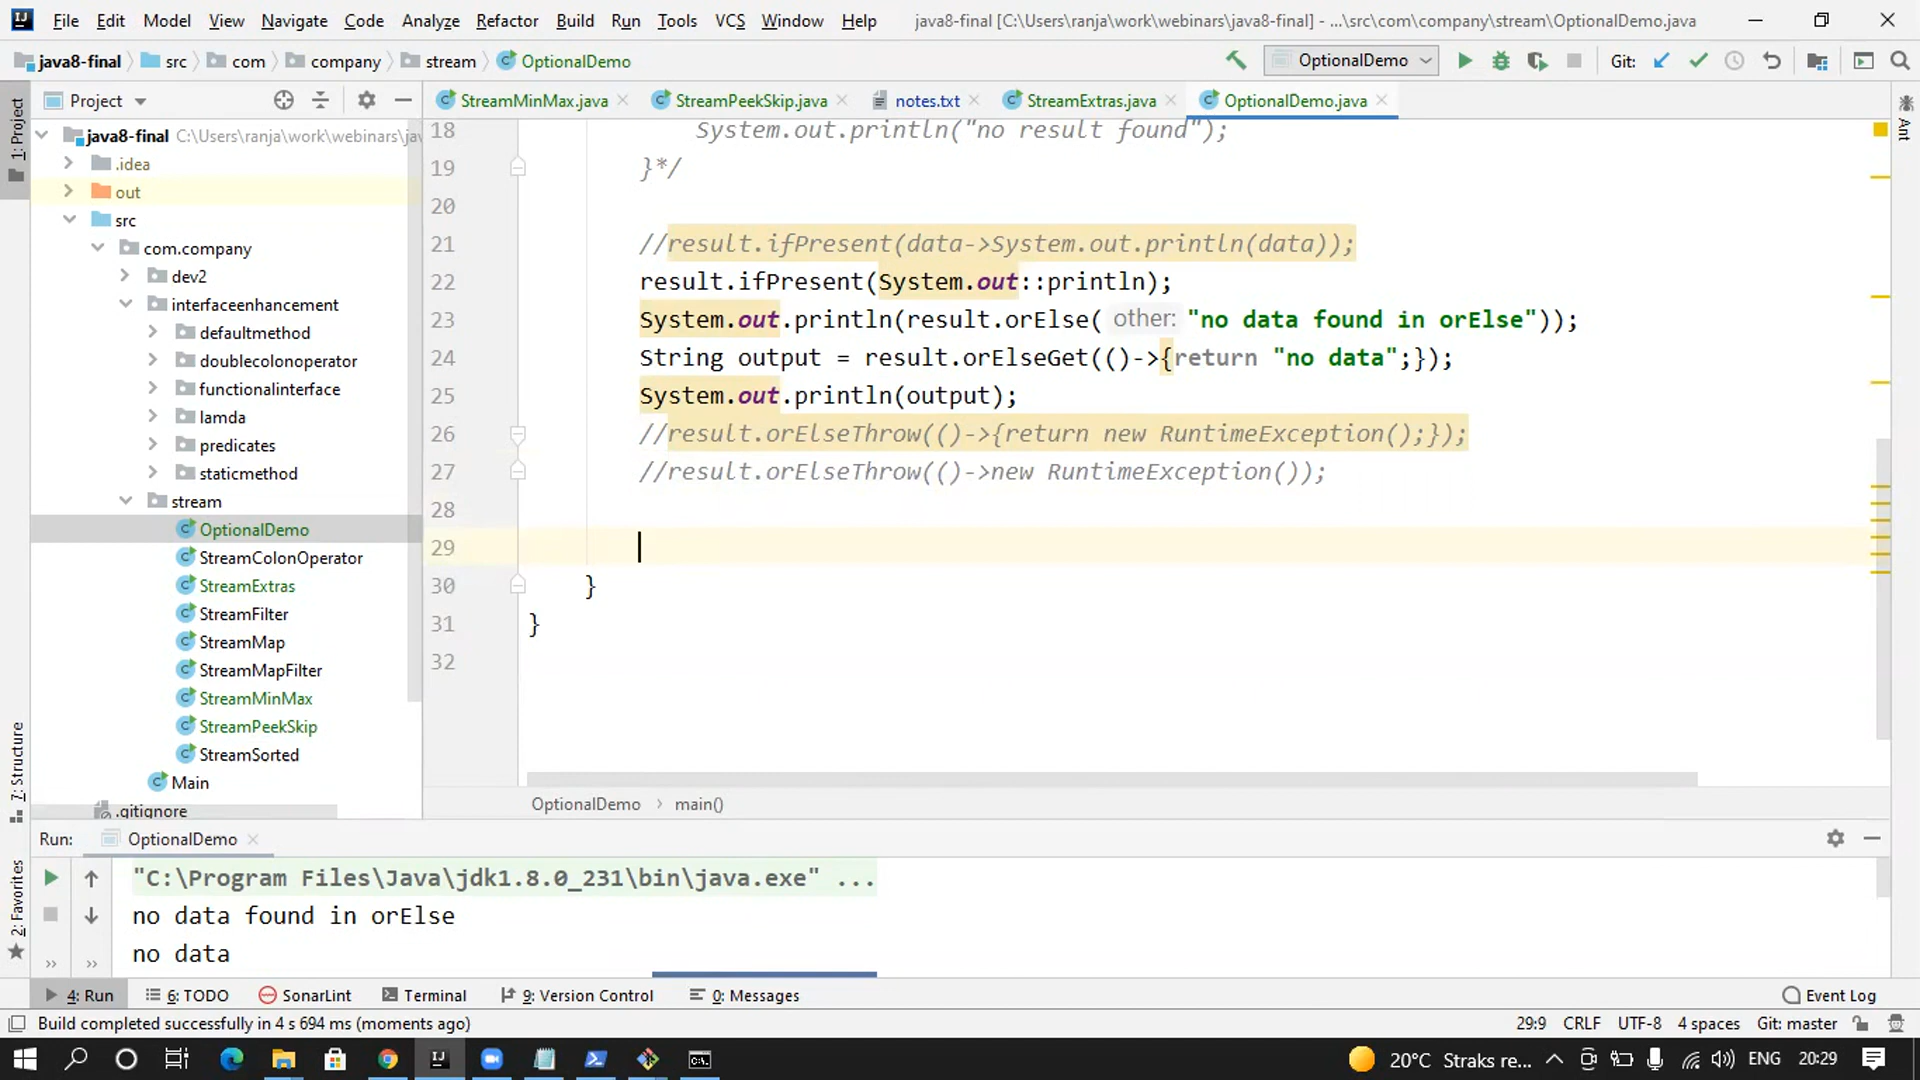 File Edit Model View Navigate Code Analyze Refactor Build Run Tools VCS Window Help java8-final [C:\Users\ranja\work\webinars\java8-final] - ...\src\com\company\stream\OptionalDemo.java
java8-final src com company stream OptionalDemo OptionalDemo Git:
Project StreamMinMax.java StreamPeekSkip.java notes.txt StreamExtras.java OptionalDemo.java
1: Project
Ant
java8-final C:\Users\ranja\work\webinars\jav
.idea
out
src
com.company
dev2
interfaceenhancement
defaultmethod
doublecolonoperator
functionalinterface
lamda
predicates
staticmethod
stream
OptionalDemo
StreamColonOperator
StreamExtras
StreamFilter
StreamMap
StreamMapFilter
StreamMinMax
StreamPeekSkip
StreamSorted
Main
.gitignore
7: Structure
2: Favorites
18 System.out.println("no result found");
19 }*/
20
21 //result.ifPresent(data->System.out.println(data));
22 result.ifPresent(System.out::println);
23 System.out.println(result.orElse( other: "no data found in orElse"));
24 String output = result.orElseGet(()->{return "no data";});
25 System.out.println(output);
26 //result.orElseThrow(()->{return new RuntimeException();});
27 //result.orElseThrow(()->new RuntimeException());
28
29
30 }
31 }
32
OptionalDemo > main()
Run: OptionalDemo
"C:\Program Files\Java\jdk1.8.0_231\bin\java.exe" ...
no data found in orElse
no data
4: Run 6: TODO SonarLint Terminal 9: Version Control 0: Messages Event Log
Build completed successfully in 4 s 694 ms (moments ago) 29:9 CRLF UTF-8 4 spaces Git: master
20°C Straks re... ENG 20:29